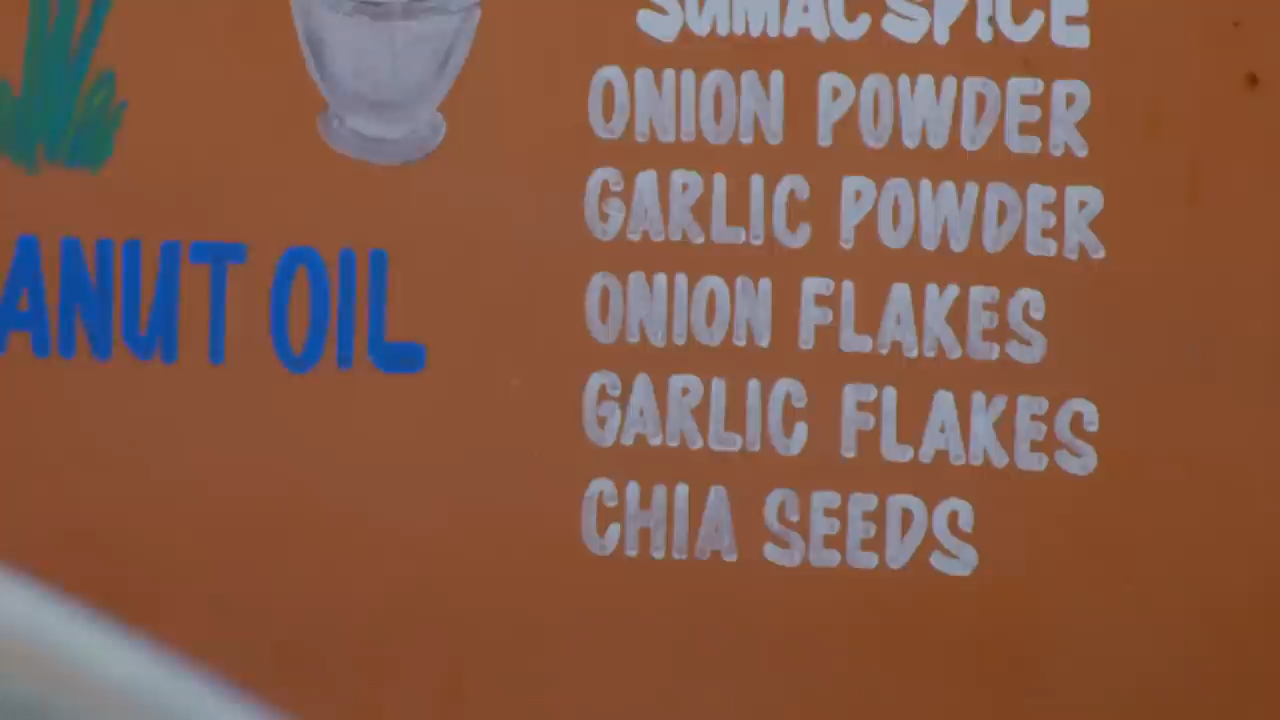 SUMAC SPICE
ONION POWDER
GARLIC POWDER
ANUT OIL
ONION FLAKES
GARLIC FLAKES
CHIA SEEDS